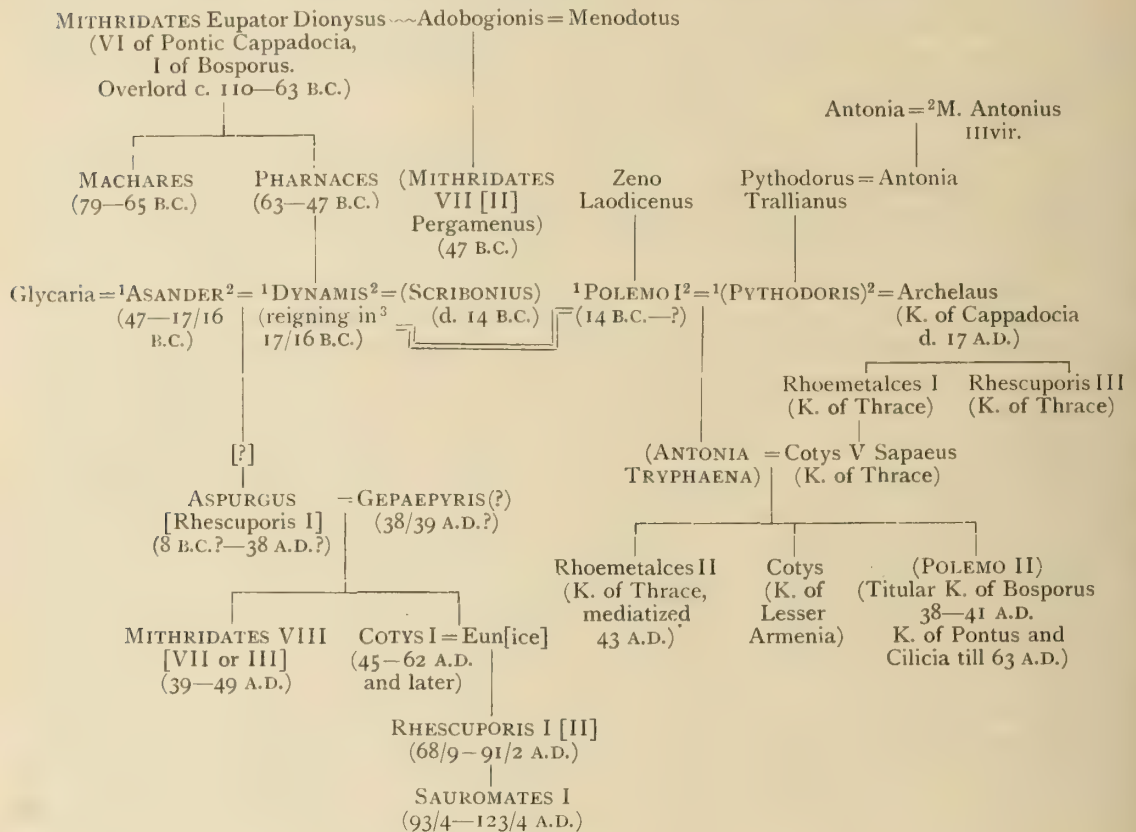 MITHRIDATES Eupator Dionysus ~~ Adobogionis = Menodotus
(VI of Pontic Cappadocia,
I of Bosporus.
Overlord c. 110—63 B.C.)
Antonia = ²M. Antonius
IIIvir.
MACHARES
(79—65 B.C.)
PHARNACES
(63—47 B.C.)
(MITHRIDATES
VII [II]
Pergamenus)
(47 B.C.)
Zeno
Laodicenus
Pythodorus = Antonia
Trallianus
Glycaria = ¹ASANDER² = ¹DYNAMIS² = (SCRIBONIUS) ¹POLEMO I² = ¹(PYTHODORIS)² = Archelaus
(47—17/16
B.C.)
(reigning in³
17/16 B.C.)
(d. 14 B.C.)
=(14 B.C.—?)
(K. of Cappadocia
d. 17 A.D.)
Rhoemetalces I
(K. of Thrace)
Rhescuporis III
(K. of Thrace)
[?]
(ANTONIA = Cotys V Sapaeus
TRYPHAENA) (K. of Thrace)
ASPURGUS – GEPAEPYRIS(?)
[Rhescuporis I] (38/39 A.D.?)
(8 B.C.?—38 A.D.?)
Rhoemetalces II
(K. of Thrace,
mediatized
43 A.D.)
Cotys
(K. of
Lesser
Armenia)
(POLEMO II)
(Titular K. of Bosporus
38—41 A.D.
K. of Pontus and
Cilicia till 63 A.D.)
MITHRIDATES VIII
[VII or III]
(39—49 A.D.)
COTYS I = Eun[ice]
(45—62 A.D.
and later)
RHESCUPORIS I [II]
(68/9—91/2 A.D.)
SAUROMATES I
(93/4—123/4 A.D.)